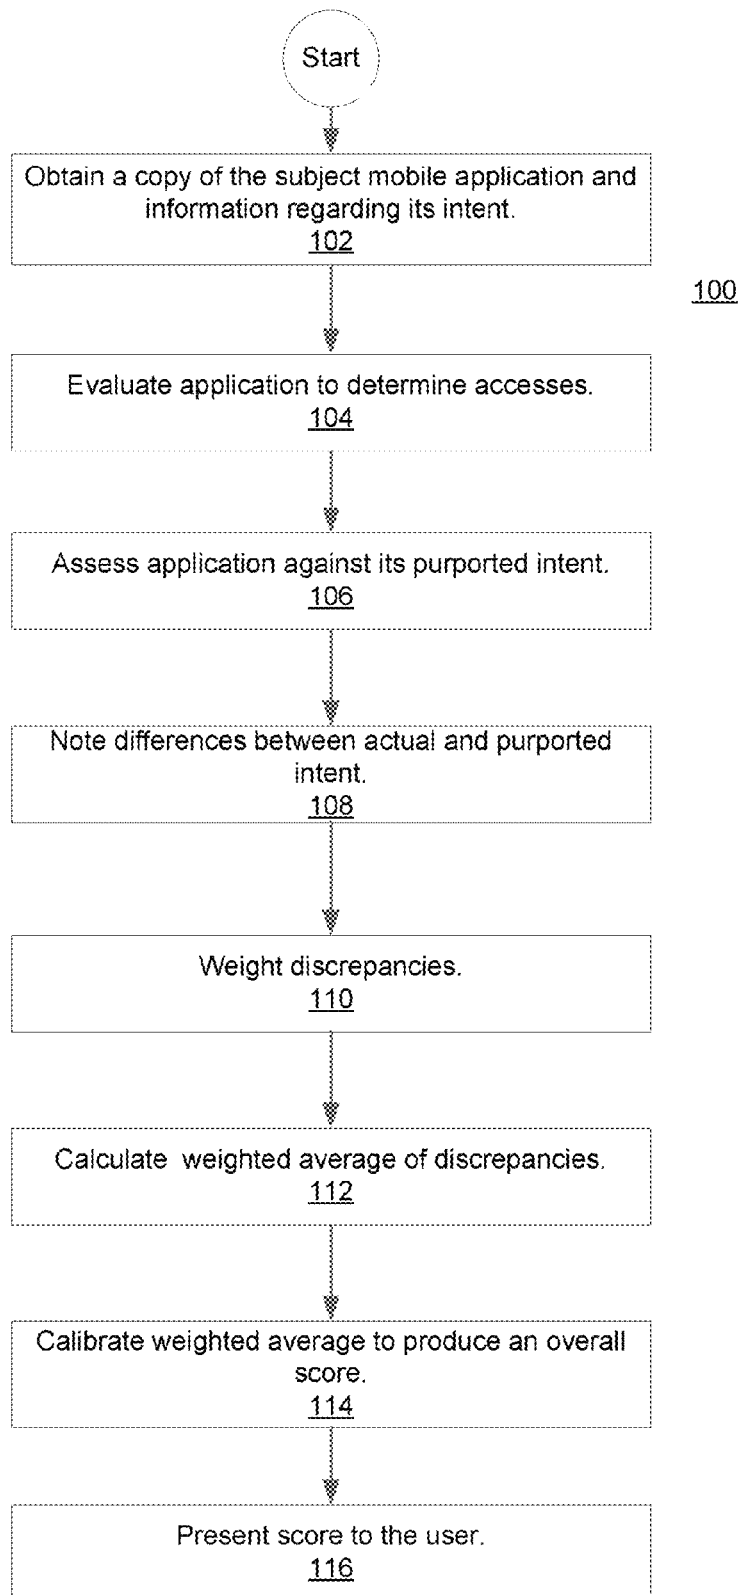 Start
Obtain a copy of the subject mobile application and
information regarding its intent.
102
100
Evaluate application to determine accesses.
104
Assess application against its purported intent.
106
Note differences between actual and purported
intent.
108
Weight discrepancies.
110
Calculate weighted average of discrepancies.
112
Calibrate weighted average to produce an overall
score.
114
Present score to the user.
116